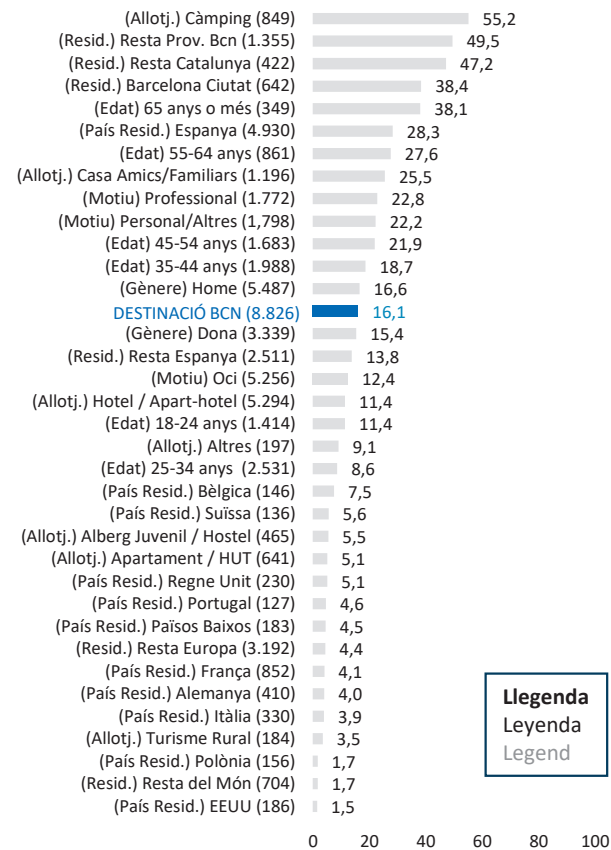 (Allotj.) Càmping (849) 55,2
(Resid.) Resta Prov. Bcn (1.355) 49,5
(Resid.) Resta Catalunya (422) 47,2
(Resid.) Barcelona Ciutat (642) 38,4
(Edat) 65 anys o més (349) 38,1
(País Resid.) Espanya (4.930) 28,3
(Edat) 55-64 anys (861) 27,6
(Allotj.) Casa Amics/Familiars (1.196) 25,5
(Motiu) Professional (1.772) 22,8
(Motiu) Personal/Altres (1,798) 22,2
(Edat) 45-54 anys (1.683) 21,9
(Edat) 35-44 anys (1.988) 18,7
(Gènere) Home (5.487) 16,6
DESTINACIÓ BCN (8.826) 16,1
(Gènere) Dona (3.339) 15,4
(Resid.) Resta Espanya (2.511) 13,8
(Motiu) Oci (5.256) 12,4
(Allotj.) Hotel / Apart-hotel (5.294) 11,4
(Edat) 18-24 anys (1.414) 11,4
(Allotj.) Altres (197) 9,1
(Edat) 25-34 anys (2.531) 8,6
(País Resid.) Bèlgica (146) 7,5
(País Resid.) Suïssa (136) 5,6
(Allotj.) Alberg Juvenil / Hostel (465) 5,5
(Allotj.) Apartament / HUT (641) 5,1
(País Resid.) Regne Unit (230) 5,1
(País Resid.) Portugal (127) 4,6
(País Resid.) Països Baixos (183) 4,5
(Resid.) Resta Europa (3.192) 4,4
(País Resid.) França (852) 4,1
(País Resid.) Alemanya (410) 4,0
(País Resid.) Itàlia (330) 3,9
(Allotj.) Turisme Rural (184) 3,5
(País Resid.) Polònia (156) 1,7
(Resid.) Resta del Món (704) 1,7
(País Resid.) EEUU (186) 1,5
0 20 40 60 80 100
Llegenda
Leyenda
Legend